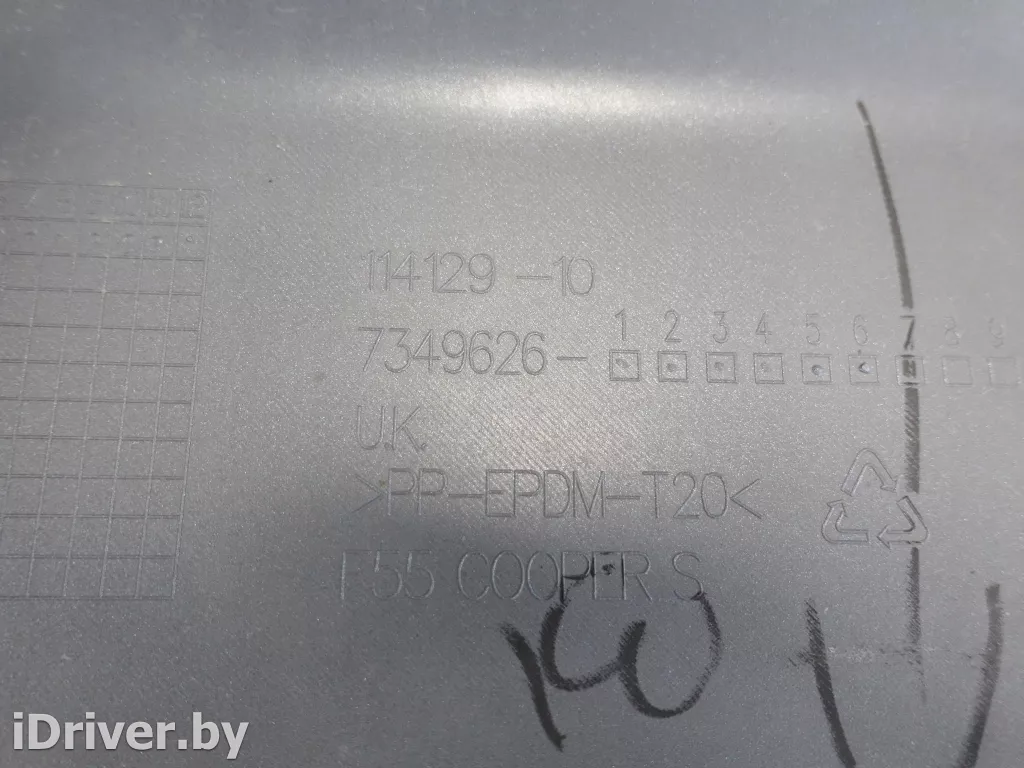 114129-10
7349626- 1 2 3 4 5 6 7 8 9
U.K.
>PP-EPDM-T20<
F55 COOPER S
iDriver.by